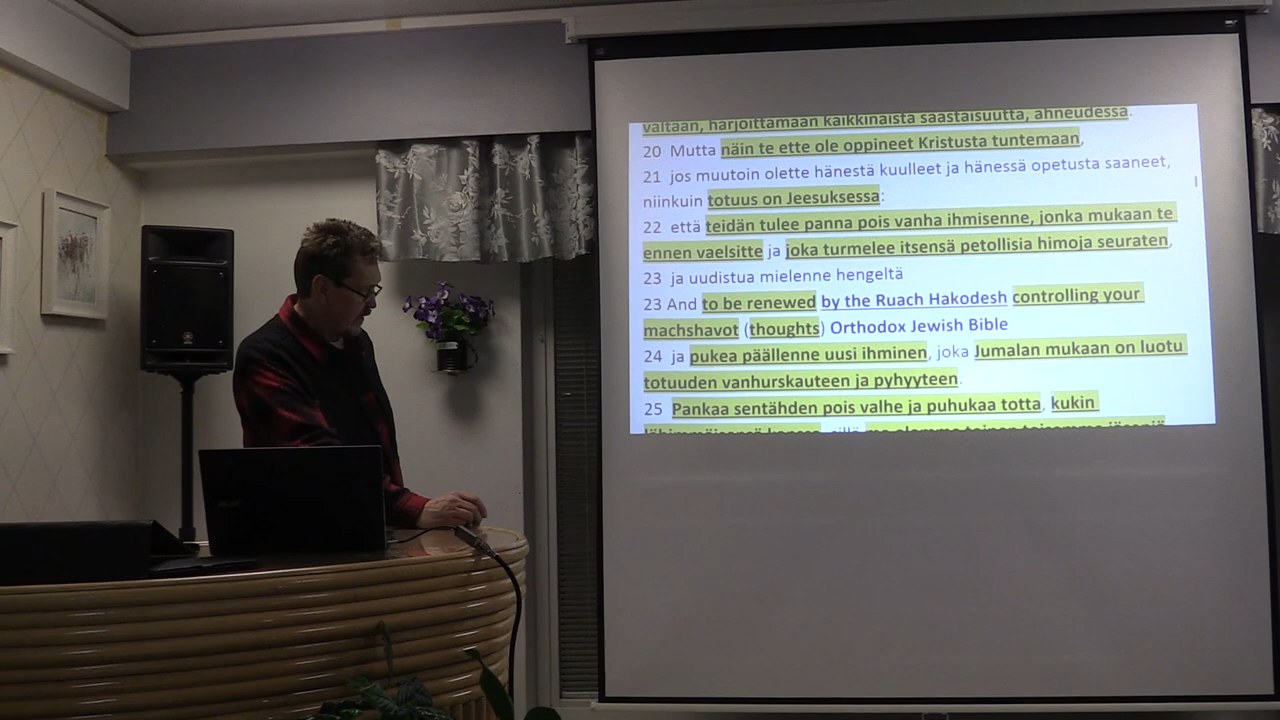 valtaan, harjoittamaan kaikkinaista saastaisuutta, ahneudessa.
20 Mutta näin te ette ole oppineet Kristusta tuntemaan,
21 jos muutoin olette hänestä kuulleet ja hänessä opetusta saaneet,
niinkuin totuus on Jeesuksessa:
22 että teidän tulee panna pois vanha ihmisenne, jonka mukaan te
ennen vaelsitte ja joka turmelee itsensä petollisia himoja seuraten,
23 ja uudistua mielenne hengeltä
23 And to be renewed by the Ruach Hakodesh controlling your
machshavot (thoughts) Orthodox Jewish Bible
24 ja pukea päällenne uusi ihminen, joka Jumalan mukaan on luotu
totuuden vanhurskauteen ja pyhyyteen.
25 Pankaa sentähden pois valhe ja puhukaa totta, kukin